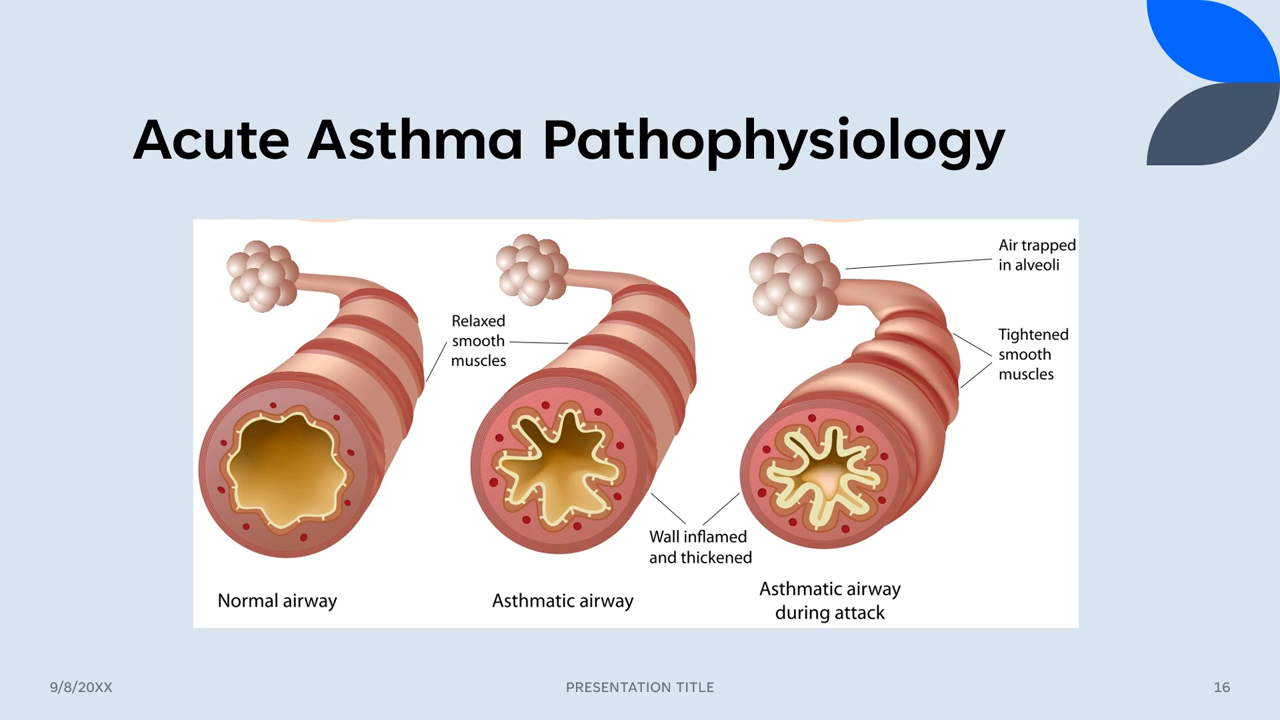 Acute Asthma Pathophysiology
Air trapped
in alveoli
Relaxed
smooth
muscles
Tightened
smooth
muscles
Wall inflamed
and thickened
Normal airway
Asthmatic airway
Asthmatic airway
during attack
9/8/20XX
PRESENTATION TITLE
16